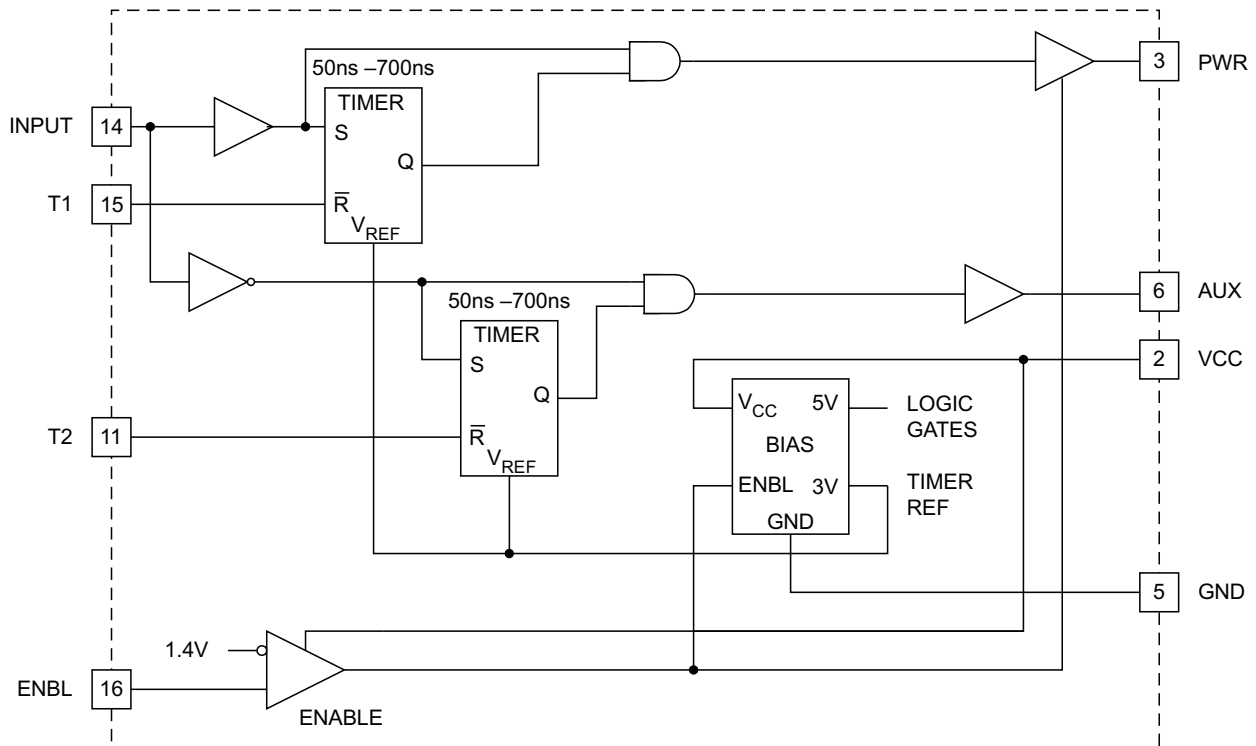 50ns –700ns
TIMER
S
Q
R̅
VREF
INPUT
14
T1
15
3
PWR
50ns –700ns
TIMER
S
Q
R̅
VREF
6
AUX
2
VCC
T2
11
VCC
5V
BIAS
ENBL
3V
GND
LOGIC
GATES
TIMER
REF
5
GND
1.4V
ENBL
16
ENABLE